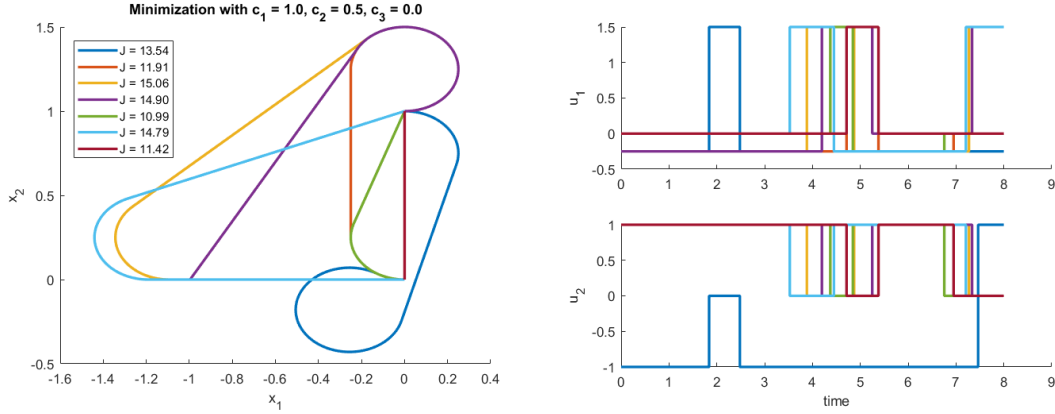 Minimization with c1 = 1.0, c2 = 0.5, c3 = 0.0
1.5
1
0.5
0
-0.5
x2
J = 13.54
J = 11.91
J = 15.06
J = 14.90
J = 10.99
J = 14.79
J = 11.42
-1.6 -1.4 -1.2 -1 -0.8 -0.6 -0.4 -0.2 0 0.2 0.4
x1
1.5
1
0.5
0
-0.5
u1
0 1 2 3 4 5 6 7 8 9
1
0.5
0
-0.5
-1
u2
0 1 2 3 4 5 6 7 8 9
time